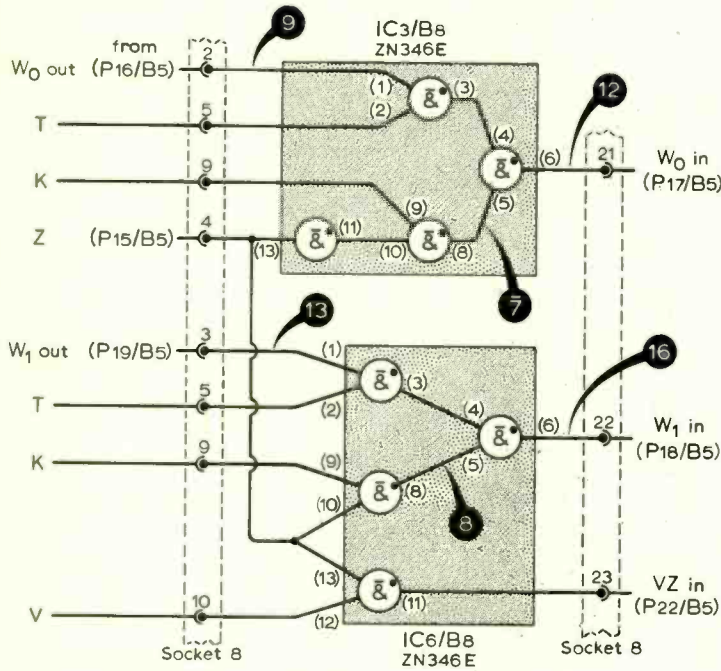 9
IC3/B8
ZN346E
from
W0 out (P16/B5) 2
(1) & (3)
T 5 (2)
12
(4)
& (6) 21 W0 in
(P17/B5)
K 9 (9)
(5)
Z (P15/B5) 4 (13) & (11) (10) & (8)
7
13
W1 out (P19/B5) 3 (1)
& (3)
16
T 5 (2)
(4)
& (6) 22 W1 in
(P18/B5)
K 9 (9)
(5)
& (8)
8
(10)
(13)
& (11) 23 VZ in
(P22/B5)
V 10 (12)
Socket 8
IC6/B8
ZN346E
Socket 8